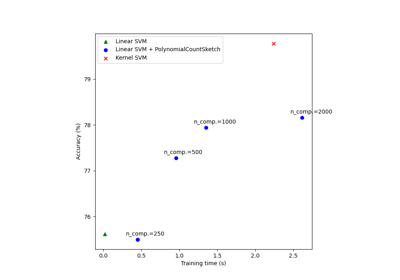 Linear SVM
Linear SVM + PolynomialCountSketch
Kernel SVM
n_comp.=2000
n_comp.=1000
n_comp.=500
n_comp.=250
79
78
77
76
Accuracy (%)
0.0 0.5 1.0 1.5 2.0 2.5
Training time (s)